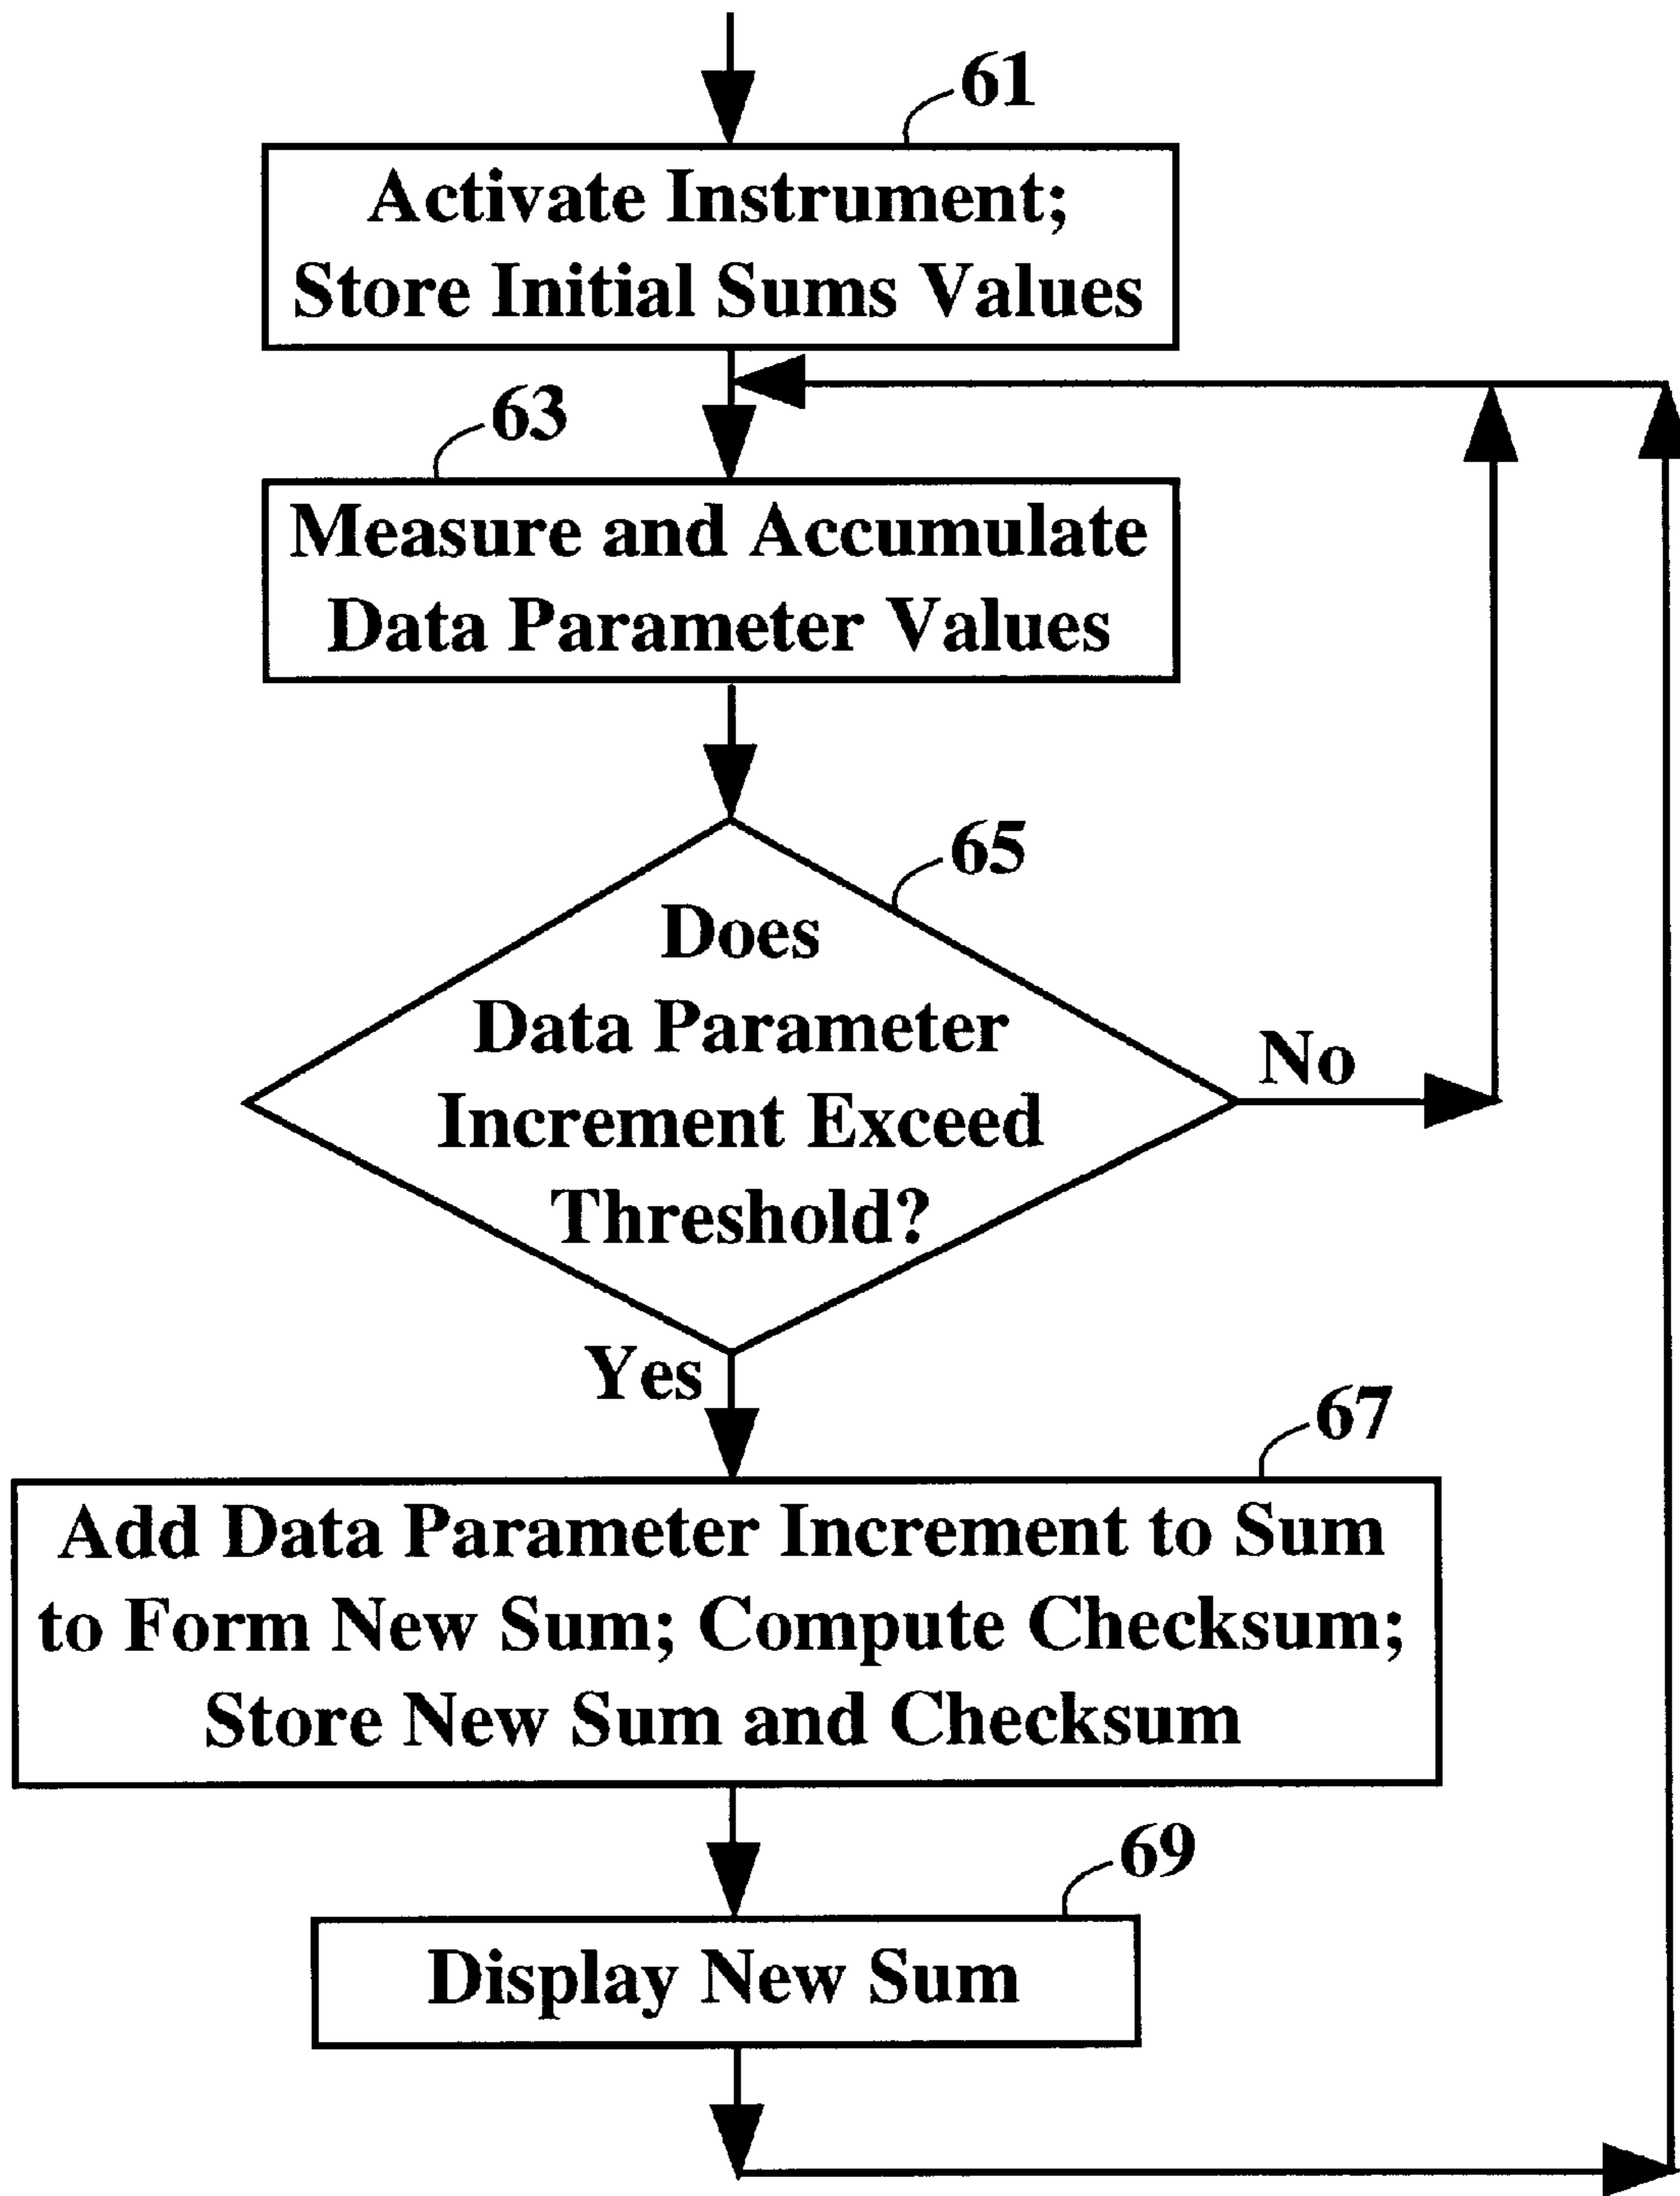 61
Activate Instrument;
Store Initial Sums Values
63
Measure and Accumulate
Data Parameter Values
65
Does
Data Parameter
Increment Exceed
Threshold?
No
Yes
67
Add Data Parameter Increment to Sum
to Form New Sum; Compute Checksum;
Store New Sum and Checksum
69
Display New Sum